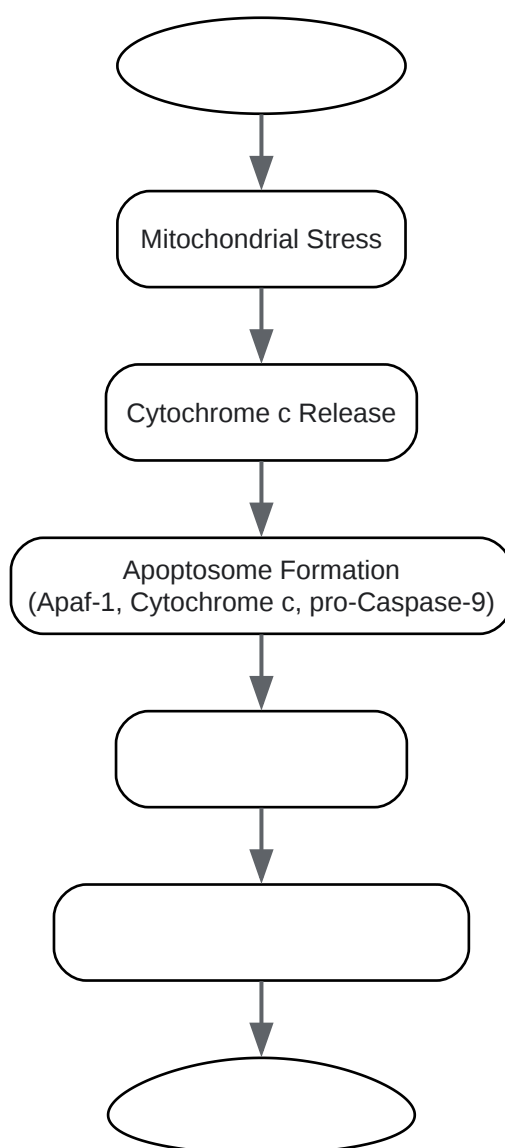 Mitochondrial Stress
Cytochrome c Release
Apoptosome Formation
(Apaf-1, Cytochrome c, pro-Caspase-9)